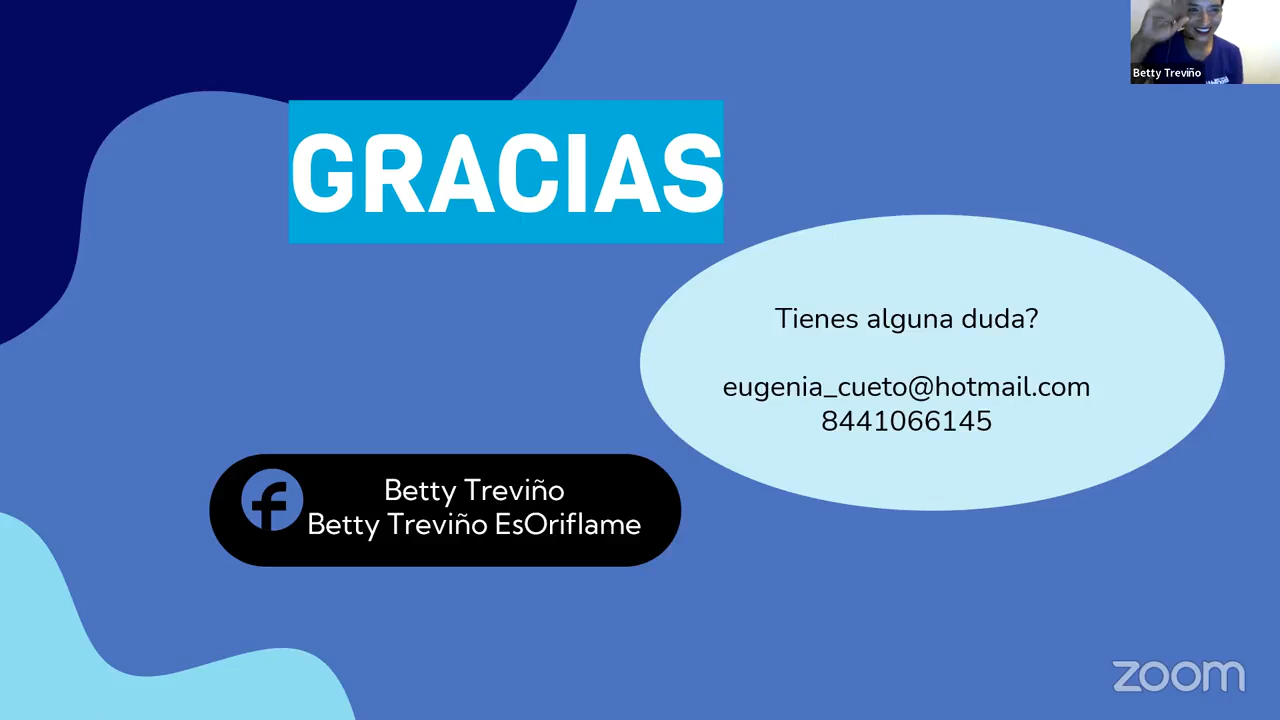 Betty Treviño
GRACIAS
Tienes alguna duda?
eugenia_cueto@hotmail.com
8441066145
Betty Treviño
Betty Treviño EsOriflame
zoom